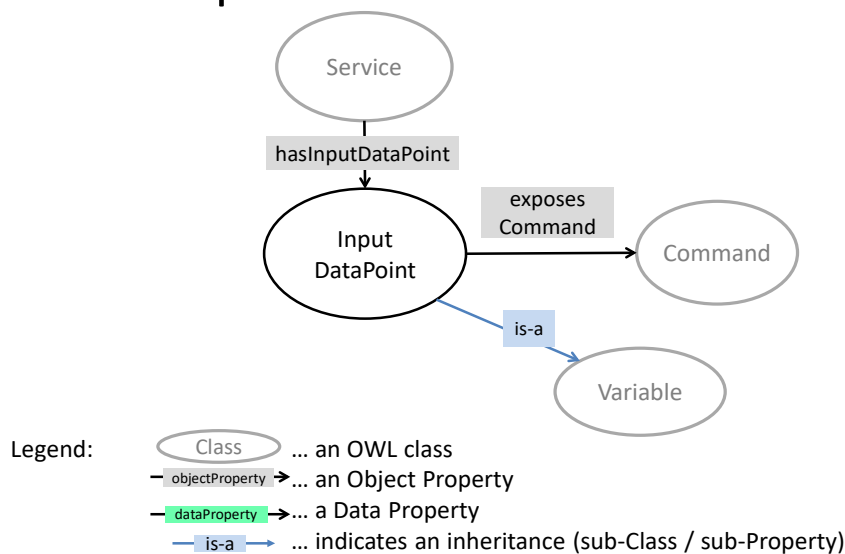 Service
hasInputDataPoint
exposes
Command
Input
DataPoint
Command
is-a
Variable
Legend:
Class
... an OWL class
objectProperty
... an Object Property
dataProperty
... a Data Property
is-a
... indicates an inheritance (sub-Class / sub-Property)